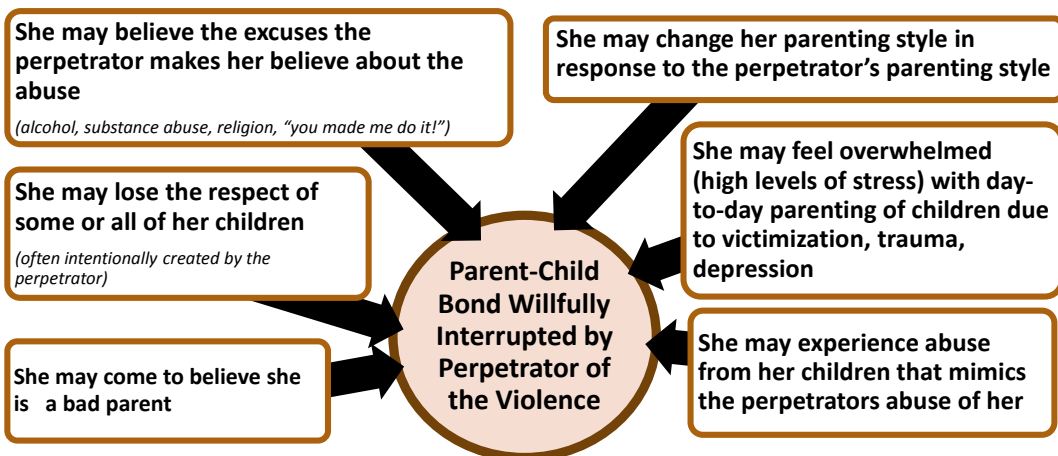 She may believe the excuses the
perpetrator makes her believe about the
abuse
(alcohol, substance abuse, religion, “you made me do it!”)
She may change her parenting style in
response to the perpetrator’s parenting style
She may lose the respect of
some or all of her children
(often intentionally created by the
perpetrator)
She may feel overwhelmed
(high levels of stress) with day-
to-day parenting of children due
to victimization, trauma,
depression
Parent-Child
Bond Willfully
Interrupted by
Perpetrator of
the Violence
She may come to believe she
is a bad parent
She may experience abuse
from her children that mimics
the perpetrators abuse of her